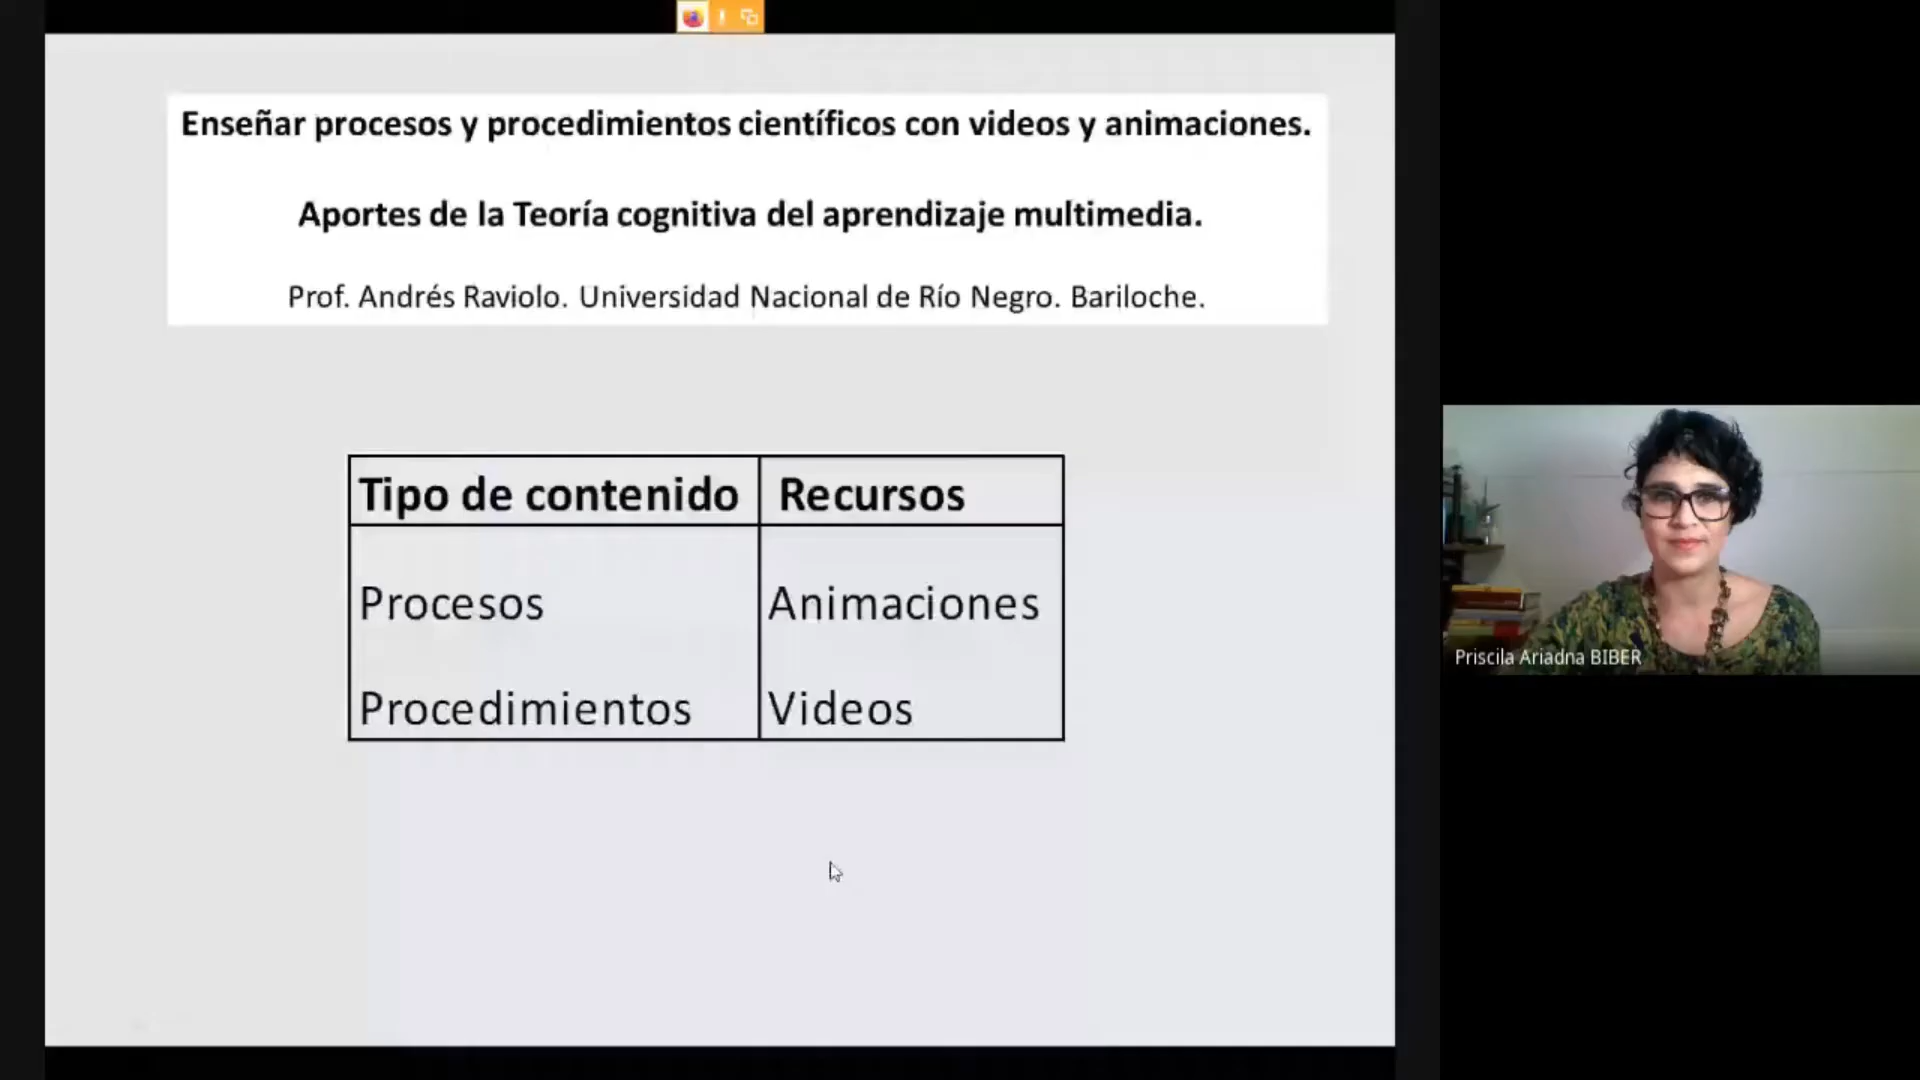 Enseñar procesos y procedimientos científicos con videos y animaciones.
Aportes de la Teoría cognitiva del aprendizaje multimedia.
Prof. Andrés Raviolo. Universidad Nacional de Río Negro. Bariloche.
Tipo de contenido Recursos
Procesos Animaciones
Procedimientos Videos
Priscila Ariadna BIBER